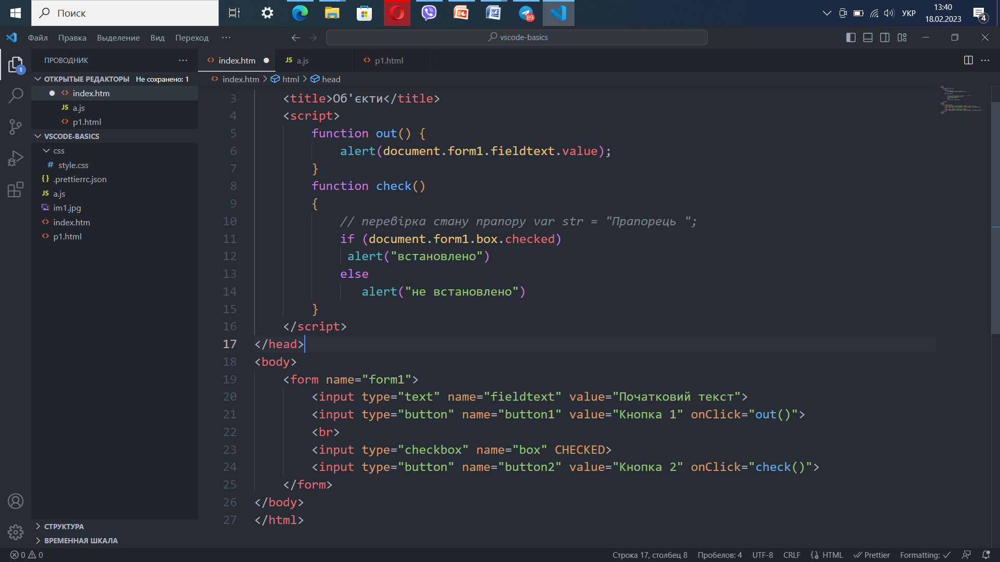 Поиск
89
УКР
13:40
18.02.2023
4
Файл Правка Выделение Вид Переход ···
vscode-basics
1
ПРОВОДНИК ···
ОТКРЫТЫЕ РЕДАКТОРЫ Не сохранено: 1
index.htm
JS a.js
p1.html
VSCODE-BASICS
css
# style.css
{} .prettierrc.json
JS a.js
im1.jpg
index.htm
p1.html
СТРУКТУРА
ВРЕМЕННАЯ ШКАЛА
index.htm
JS a.js
p1.html
index.htm > html > head
3 <title>Об'єкти</title>
4 <script>
5 function out() {
6 alert(document.form1.fieldtext.value);
7 }
8 function check()
9 {
10 // перевірка стану прапору var str = "Прапорець ";
11 if (document.form1.box.checked)
12 alert("встановлено")
13 else
14 alert("не встановлено")
15 }
16 </script>
17 </head>
18 <body>
19 <form name="form1">
20 <input type="text" name="fieldtext" value="Початковий текст">
21 <input type="button" name="button1" value="Кнопка 1" onClick="out()">
22 <br>
23 <input type="checkbox" name="box" CHECKED>
24 <input type="button" name="button2" value="Кнопка 2" onClick="check()">
25 </form>
26 </body>
27 </html>
0 0
Строка 17, столбец 8 Пробелов: 4 UTF-8 CRLF HTML Prettier Formatting: